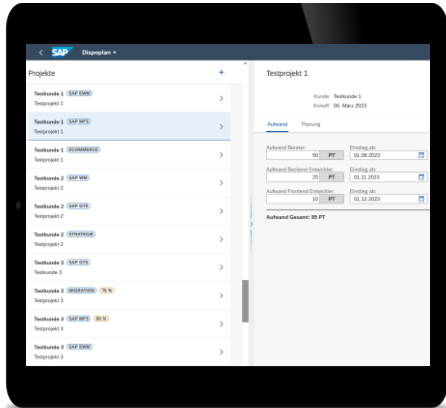 SAP Dispoplan
Projekte +
Testkunde 1 SAP EWM
Testprojekt 1
Testkunde 1 SAP MFS
Testprojekt 1
Testkunde 1 ECOMMERCE
Testprojekt 1
Testkunde 2 SAP WM
Testprojekt 2
Testkunde 2 SAP OTS
Testprojekt 2
Testkunde 2 STRATEGIE
Testprojekt 2
Testkunde 3 SAP OTS
Testkunde 3
Testkunde 3 MIGRATION 75 %
Testprojekt 3
Testkunde 3 SAP MFS 50 %
Testprojekt 3
Testkunde 3 SAP EWM
Testprojekt 3
Testprojekt 1
Kunde: Testkunde 1
Kickoff: 06. März 2023
Aufwand Planung
Aufwand Berater: Einstieg ab:
50 PT 01.08.2023
Aufwand Backend Entwickler: Einstieg ab:
25 PT 01.11.2023
Aufwand Frontend Entwickler: Einstieg ab:
10 PT 01.12.2023
Aufwand Gesamt: 85 PT